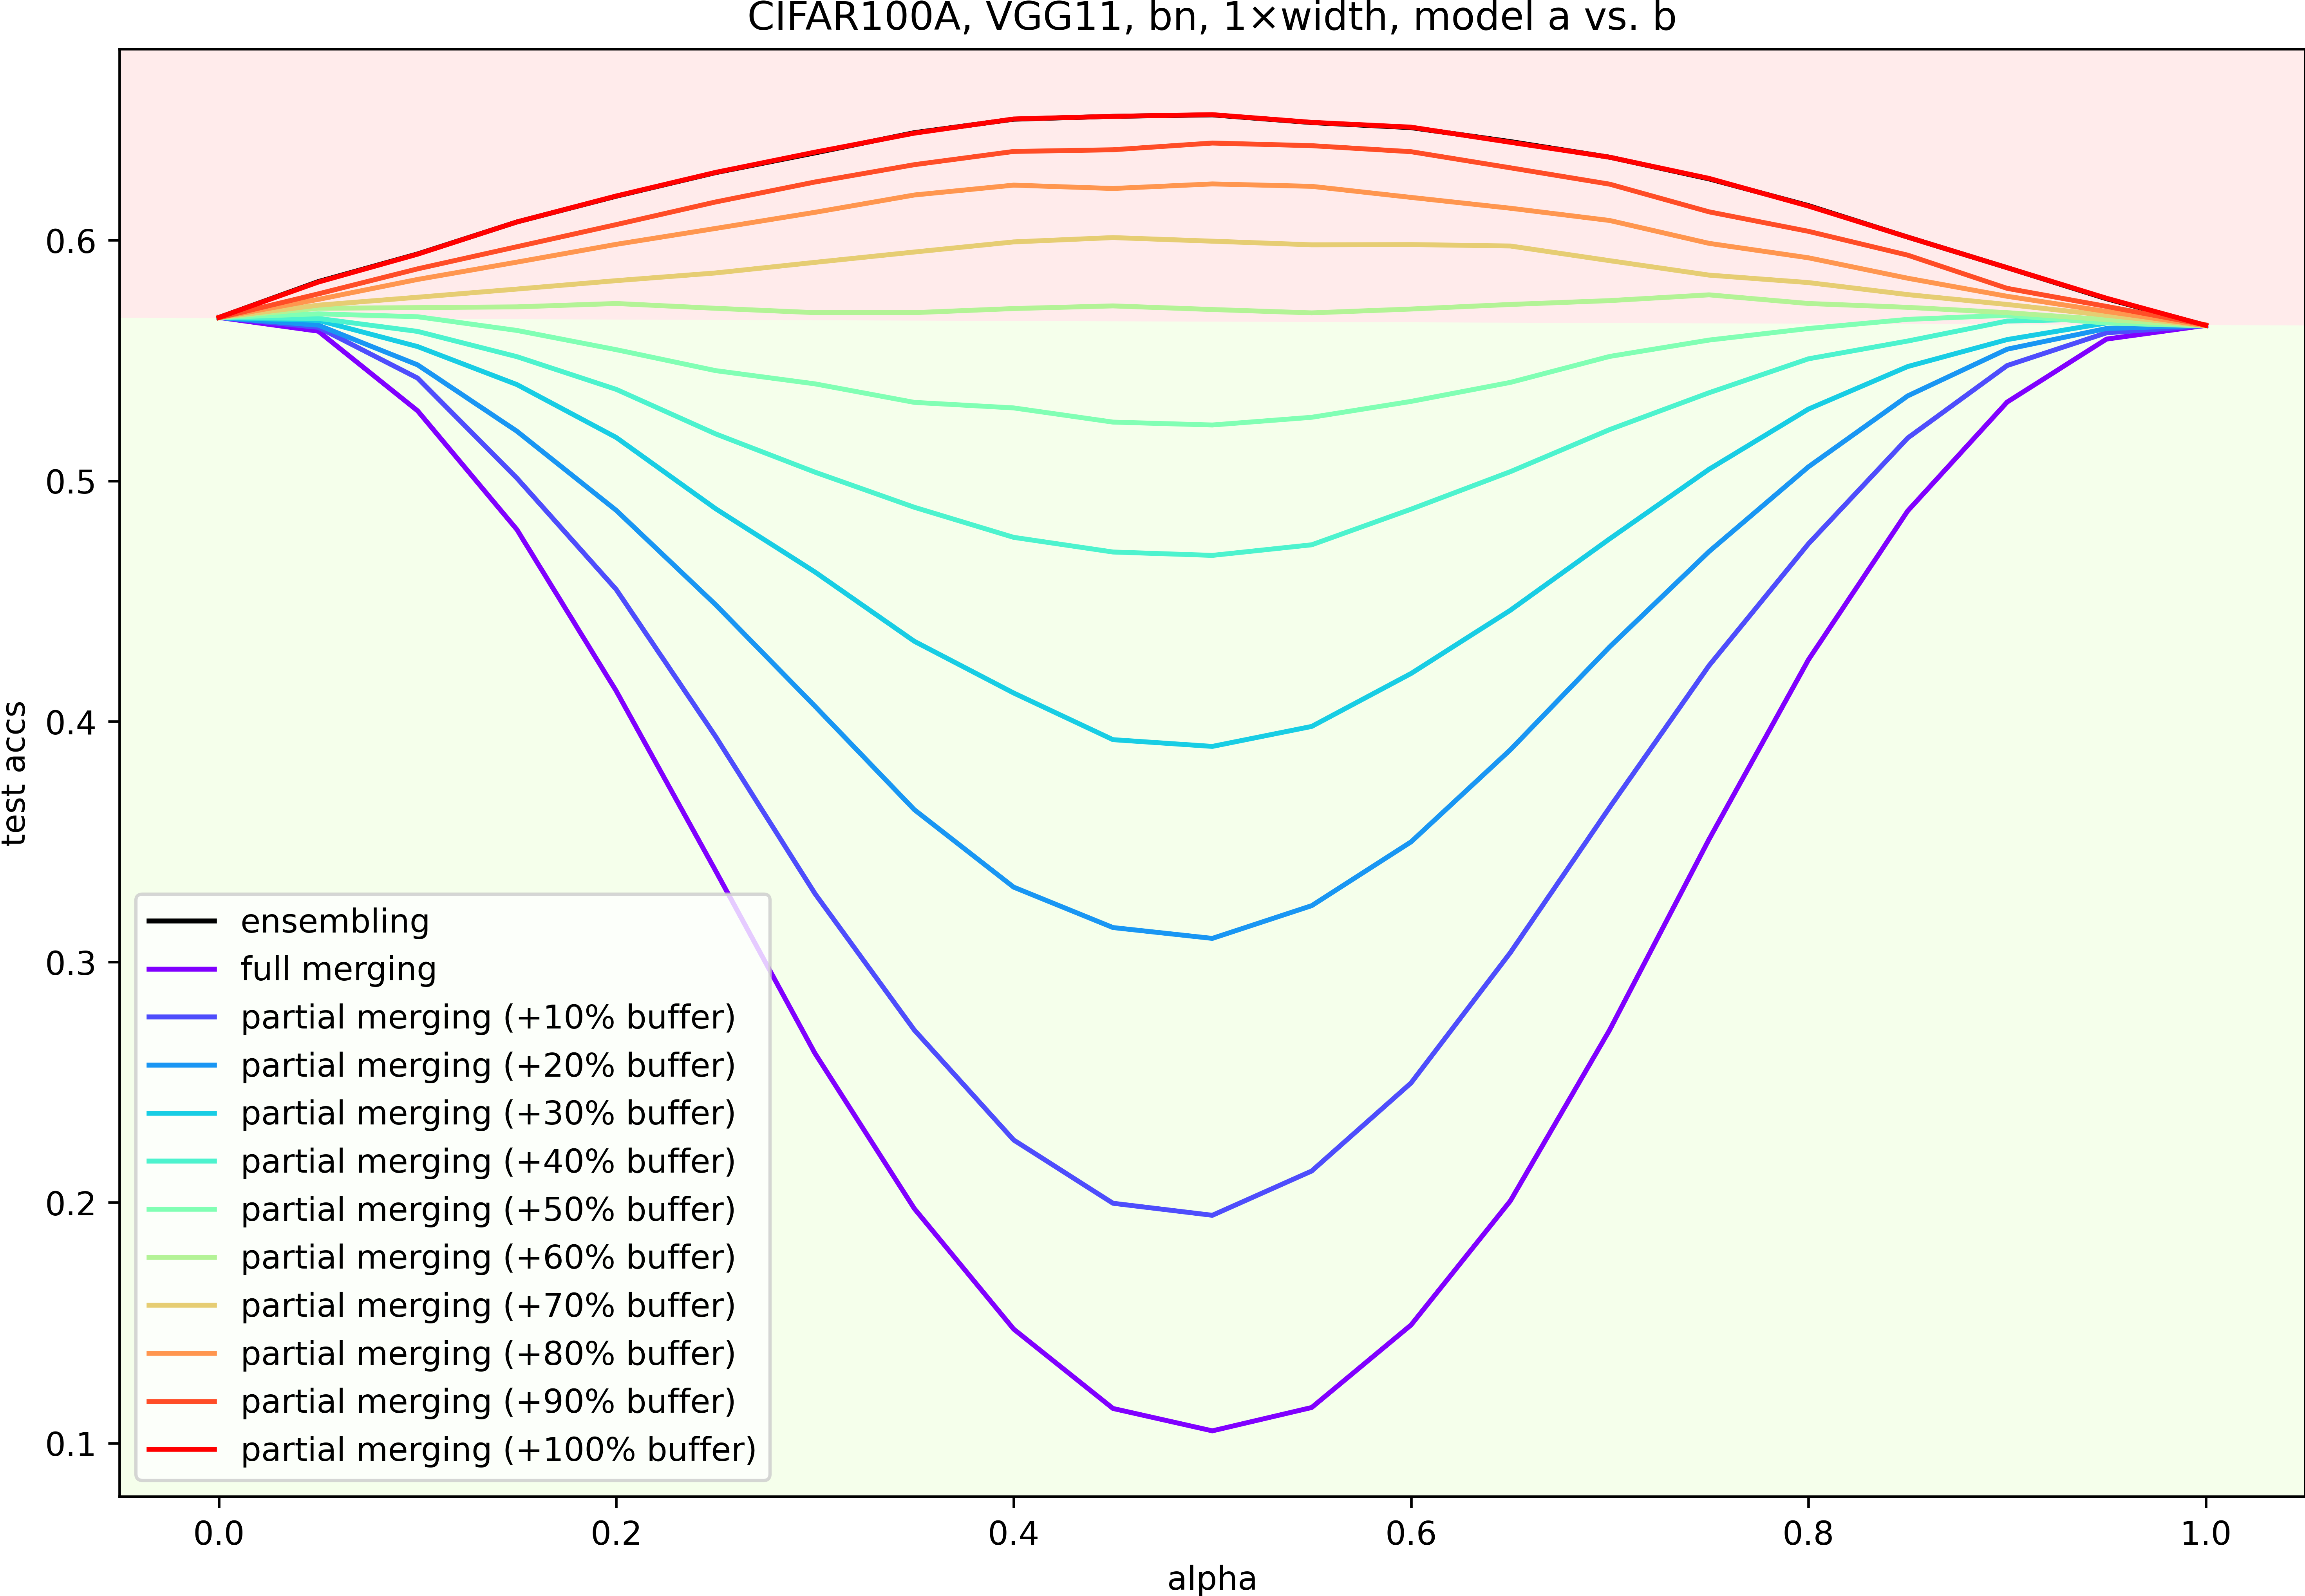 CIFAR100A, VGG11, bn, 1×width, model a vs. b
test accs
0.6
0.5
0.4
0.3
0.2
0.1
ensembling
full merging
partial merging (+10% buffer)
partial merging (+20% buffer)
partial merging (+30% buffer)
partial merging (+40% buffer)
partial merging (+50% buffer)
partial merging (+60% buffer)
partial merging (+70% buffer)
partial merging (+80% buffer)
partial merging (+90% buffer)
partial merging (+100% buffer)
0.0 0.2 0.4 0.6 0.8 1.0
alpha